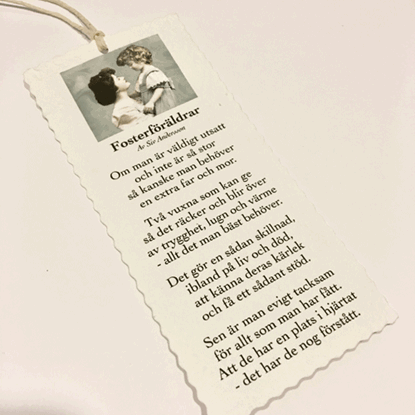 Fosterföräldrar
Av Siv Andersson
Om man är väldigt utsatt
och inte är så stor
så kanske man behöver
en extra far och mor.
Två vuxna som kan ge
så det räcker och blir över
av trygghet, lugn och värme
- allt det man bäst behöver.
Det gör en sådan skillnad,
ibland på liv och död,
att känna deras kärlek
och få ett sådant stöd.
Sen är man evigt tacksam
för allt som man har fått.
Att de har en plats i hjärtat
- det har de nog förstått.